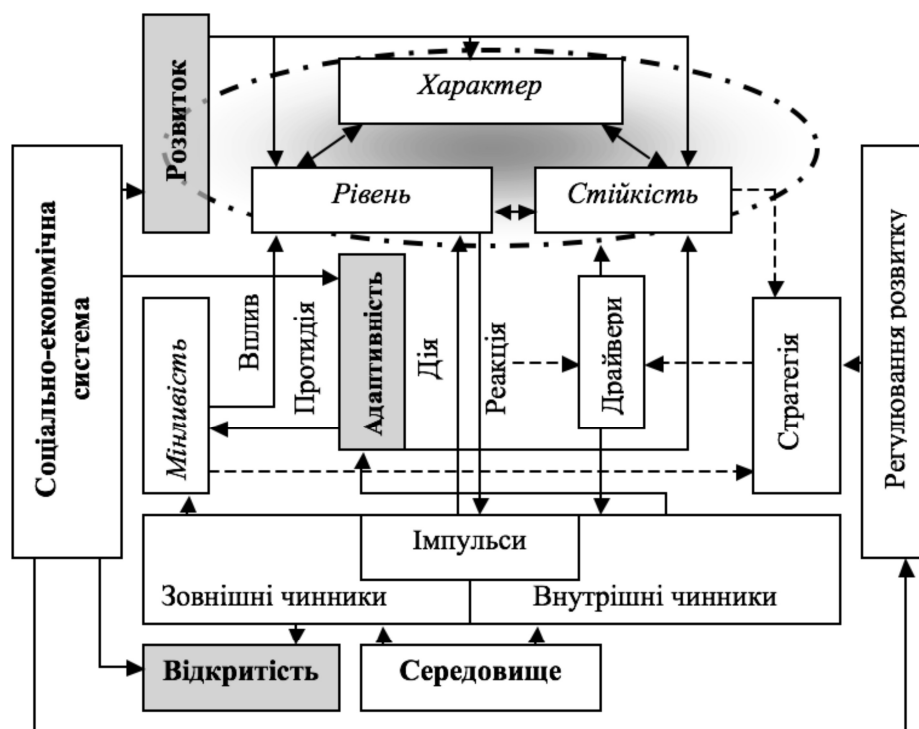 Розвиток
Характер
Рівень
Стійкість
Соціально-економічна
система
Мінливість
Вплив
Протидія
Адаптивність
Дія
Реакція
Драйвери
Стратегія
Регулювання розвитку
Імпульси
Зовнішні чинники
Внутрішні чинники
Відкритість
Середовище